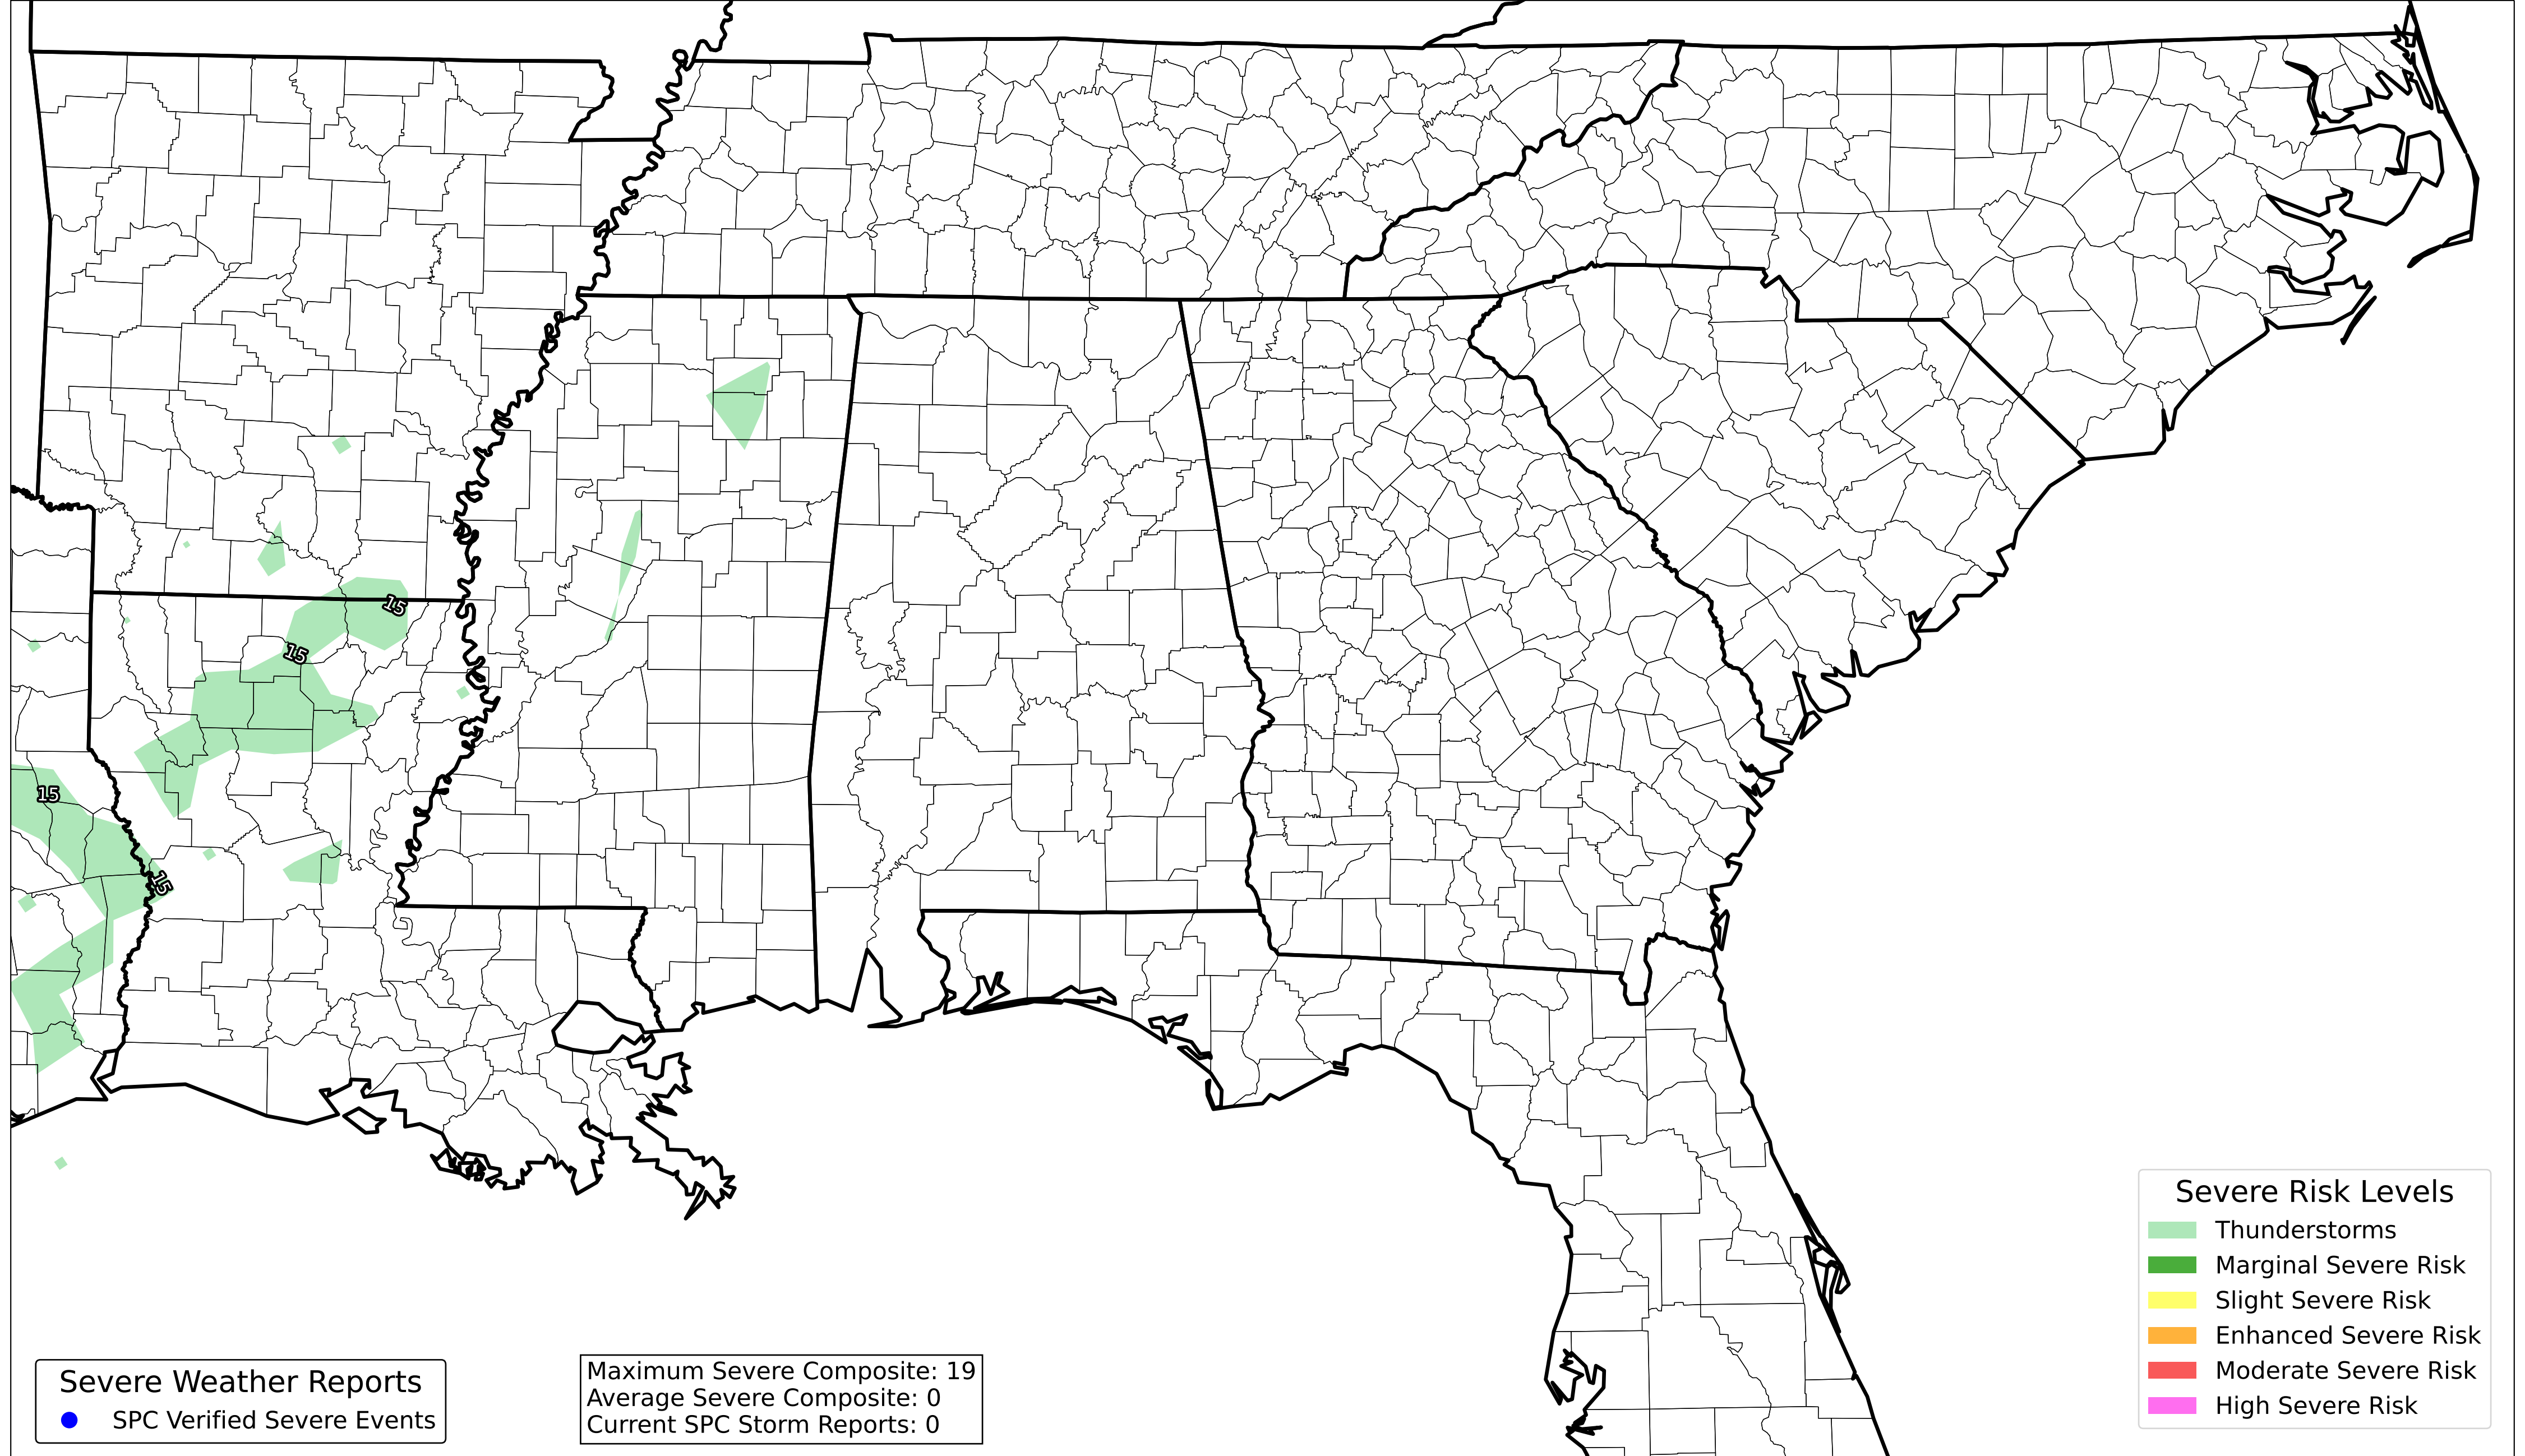 15
15
15
15
Severe Risk Levels
Thunderstorms
Marginal Severe Risk
Slight Severe Risk
Enhanced Severe Risk
Moderate Severe Risk
High Severe Risk
Severe Weather Reports
SPC Verified Severe Events
Maximum Severe Composite: 19
Average Severe Composite: 0
Current SPC Storm Reports: 0